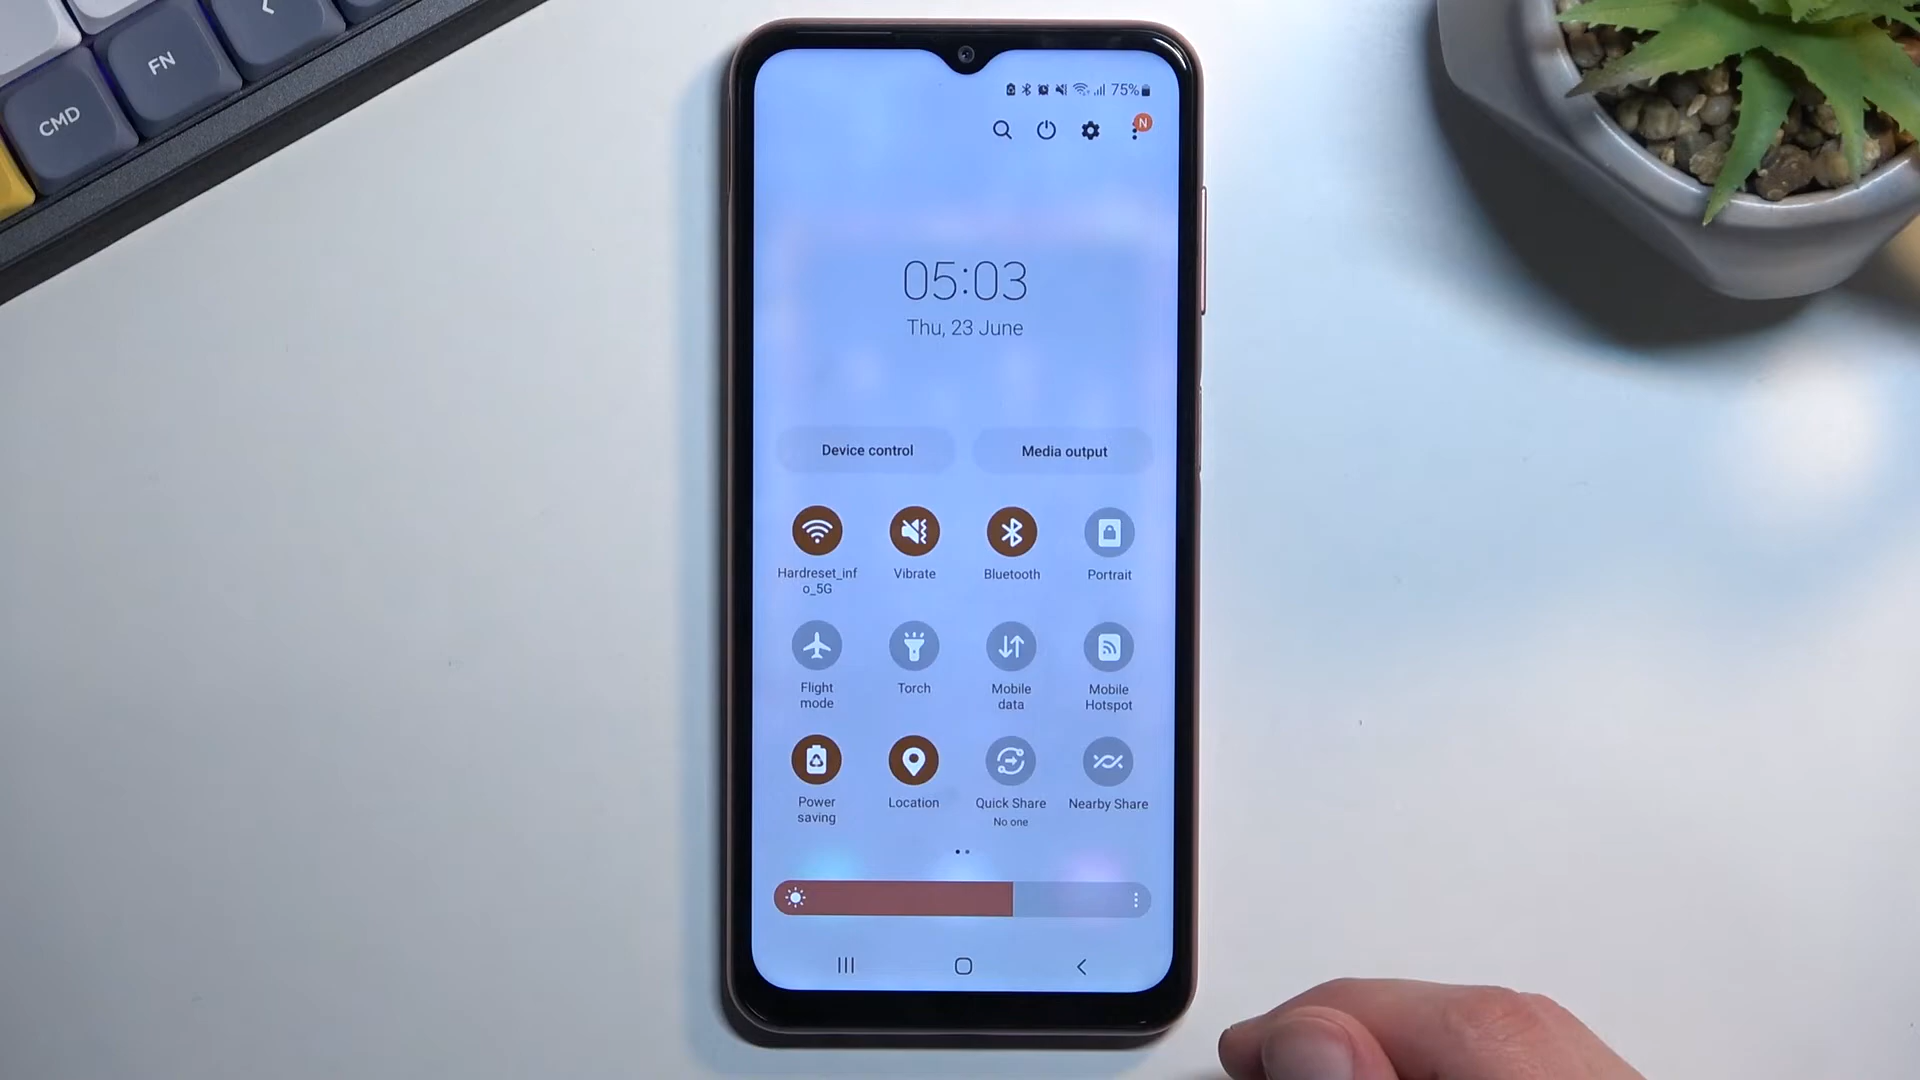 FN
CMD
75%
N
05:03
Thu, 23 June
Device control
Media output
Hardreset_inf
o_5G
Vibrate
Bluetooth
Portrait
Flight
mode
Torch
Mobile
data
Mobile
Hotspot
Power
saving
Location
Quick Share
No one
Nearby Share